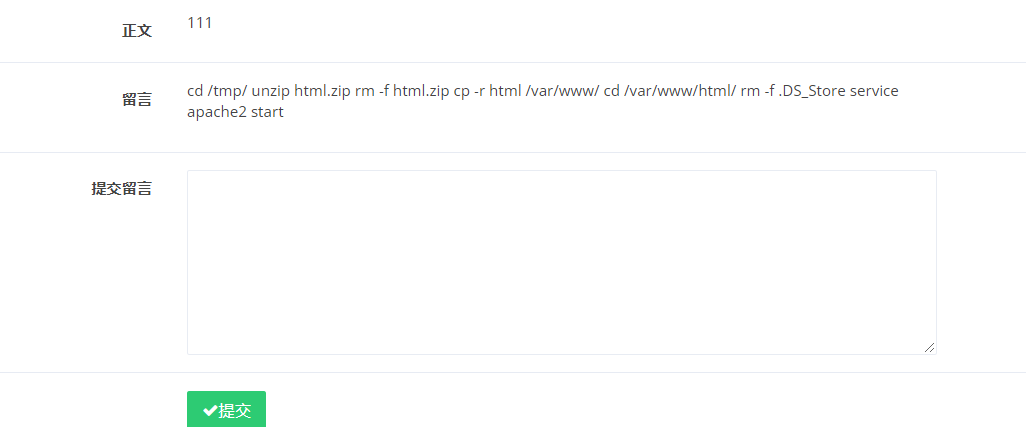 正文
111
留言
cd /tmp/ unzip html.zip rm -f html.zip cp -r html /var/www/ cd /var/www/html/ rm -f .DS_Store service
apache2 start
提交留言
提交